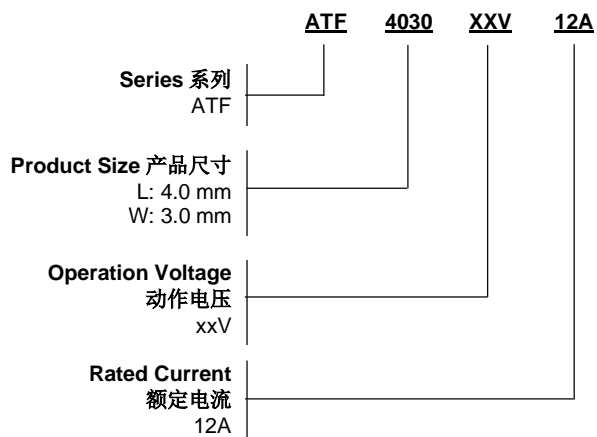 ATF 4030 XXV 12A
Series 系列
ATF
Product Size 产品尺寸
L: 4.0 mm
W: 3.0 mm
Operation Voltage
动作电压
xxV
Rated Current
额定电流
12A